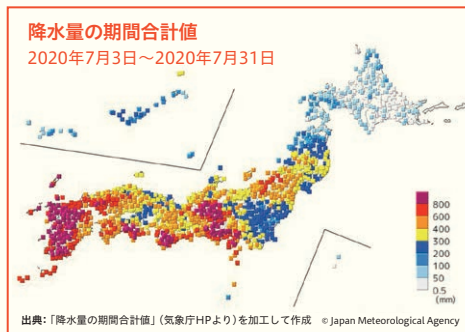 降水量の期間合計値
2020年7月3日～2020年7月31日
800
600
400
300
200
100
50
0.5
(mm)
出典：「降水量の期間合計値」（気象庁HPより）を加工して作成 © Japan Meteorological Agency